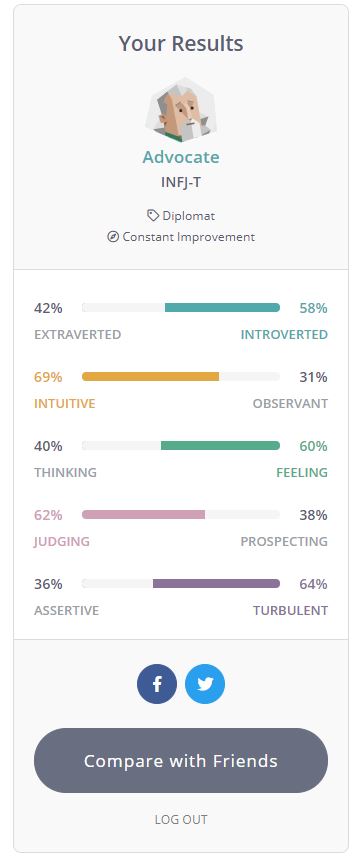 Your Results
Advocate
INFJ-T
Diplomat
Constant Improvement
42% 58%
EXTRAVERTED INTROVERTED
69% 31%
INTUITIVE OBSERVANT
40% 60%
THINKING FEELING
62% 38%
JUDGING PROSPECTING
36% 64%
ASSERTIVE TURBULENT
Compare with Friends
LOG OUT